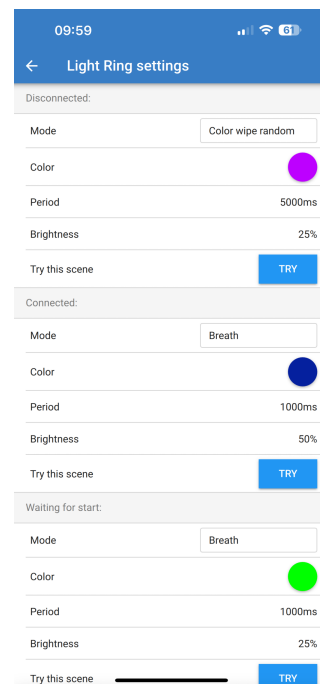 09:59
61
Light Ring settings
Disconnected:
Mode Color wipe random
Color
Period 5000ms
Brightness 25%
Try this scene TRY
Connected:
Mode Breath
Color
Period 1000ms
Brightness 50%
Try this scene TRY
Waiting for start:
Mode Breath
Color
Period 1000ms
Brightness 25%
Try this scene TRY